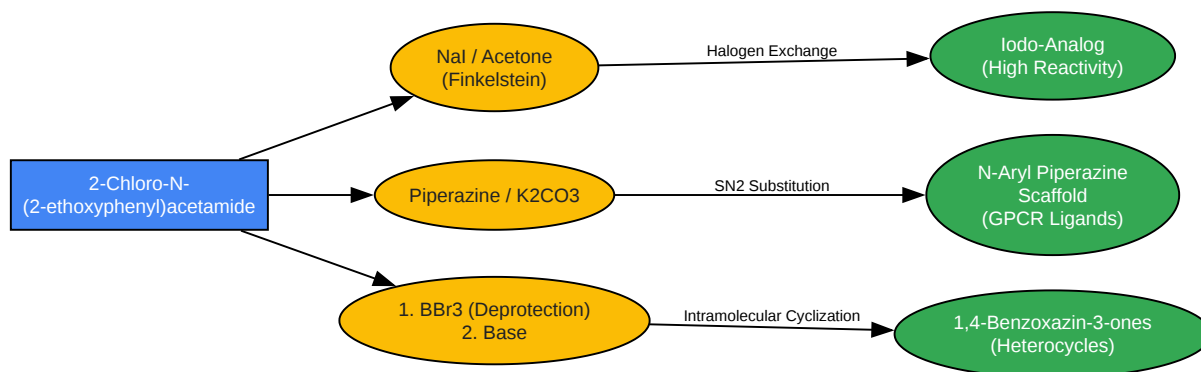 2-Chloro-N-
(2-ethoxyphenyl)acetamide
NaI / Acetone
(Finkelstein)
Halogen Exchange
Iodo-Analog
(High Reactivity)
Piperazine / K2CO3
SN2 Substitution
N-Aryl Piperazine
Scaffold
(GPCR Ligands)
1. BBr3 (Deprotection)
2. Base
Intramolecular Cyclization
1,4-Benzoxazin-3-ones
(Heterocycles)